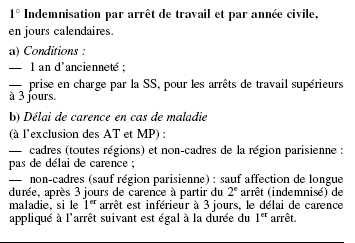 1° Indemnisation par arrêt de travail et par année civile,
en jours calendaires.
a) Conditions :
— 1 an d'ancienneté ;
— prise en charge par la SS, pour les arrêts de travail supérieurs
à 3 jours.
b) Délai de carence en cas de maladie
(à l'exclusion des AT et MP) :
— cadres (toutes régions) et non-cadres de la région parisienne :
pas de délai de carence ;
— non-cadres (sauf région parisienne) : sauf affection de longue
durée, après 3 jours de carence à partir du 2e arrêt (indemnisé) de
maladie, si le 1er arrêt est inférieur à 3 jours, le délai de carence
appliqué à l'arrêt suivant est égal à la durée du 1er arrêt.